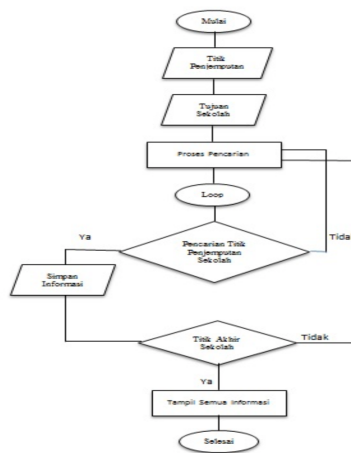 Mulai
Titik
Penjemputan
Tujuan
Sekolah
Proses Pencarian
Loop
Ya
Pencarian Titik
Penjemputan
Sekolah
Tidak
Simpan
Informasi
Titik Akhir
Sekolah
Tidak
Ya
Tampil Semua Informasi
Selesai